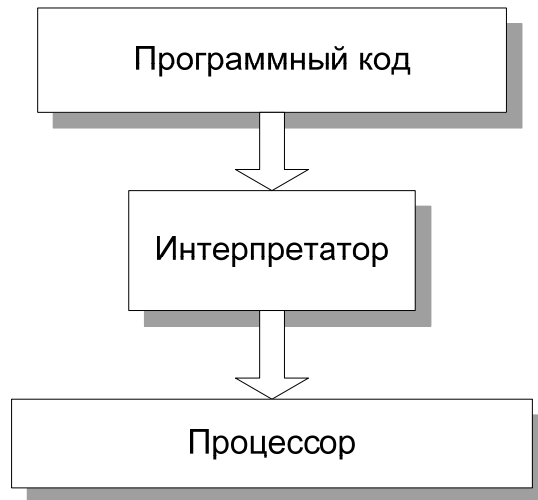 Программный код
Интерпретатор
Процессор